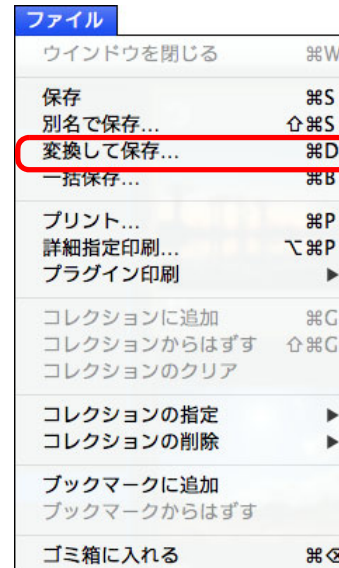 ファイル
ウインドウを閉じる ⌘W
保存 ⌘S
別名で保存... ⇧⌘S
変換して保存... ⌘D
一括保存... ⌘B
プリント... ⌘P
詳細指定印刷... ⌥⌘P
プラグイン印刷 ▶
コレクションに追加 ⌘G
コレクションからはずす ⇧⌘G
コレクションのクリア
コレクションの指定 ▶
コレクションの削除 ▶
ブックマークに追加
ブックマークからはずす
ゴミ箱に入れる ⌘⌫